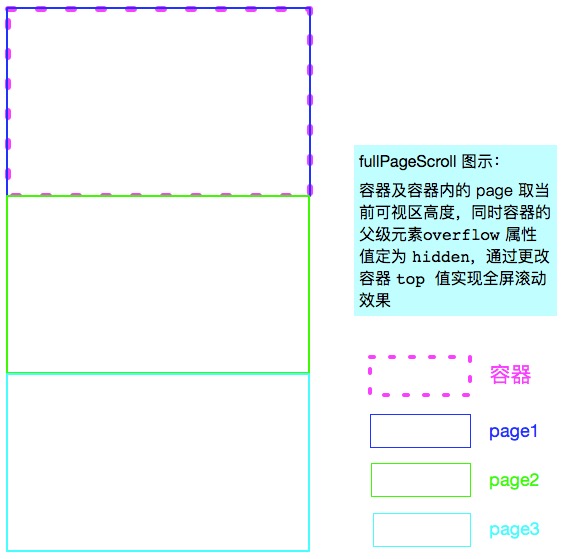 fullPageScroll 图示：
容器及容器内的 page 取当
前可视区高度，同时容器的
父级元素overflow 属性
值定为 hidden，通过更改
容器 top 值实现全屏滚动
效果
容器
page1
page2
page3